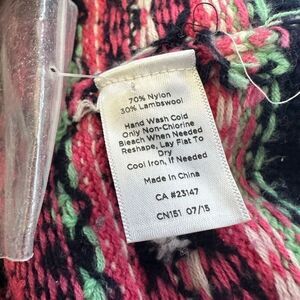 70% Nylon
30% Lambswool
Hand Wash Cold
Only Non-Chlorine
Bleach When Needed
Reshape, Lay Flat To
Dry
Cool Iron, If Needed
Made In China
CA #23147
CN151 07/15